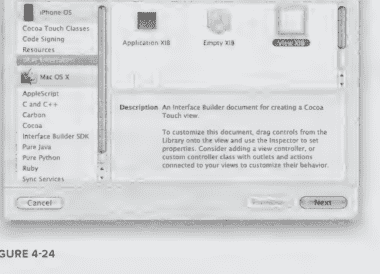 iPhone OS
Cocoa Touch Classes
Code Signing
Resources
User Interfaces
Mac OS X
AppleScript
C and C++
Carbon
Cocoa
Interface Builder SDK
Pure Java
Pure Python
Ruby
Sync Services
Application XIB
Empty XIB
View XIB
Description An Interface Builder document for creating a Cocoa
Touch view.
To customize this document, drag controls from the
Library onto the view and use the Inspector to set
properties. Consider adding a view controller, or
custom controller class with outlets and actions
connected to your views to customize their behavior.
Cancel
Previous
Next
GURE 4-24